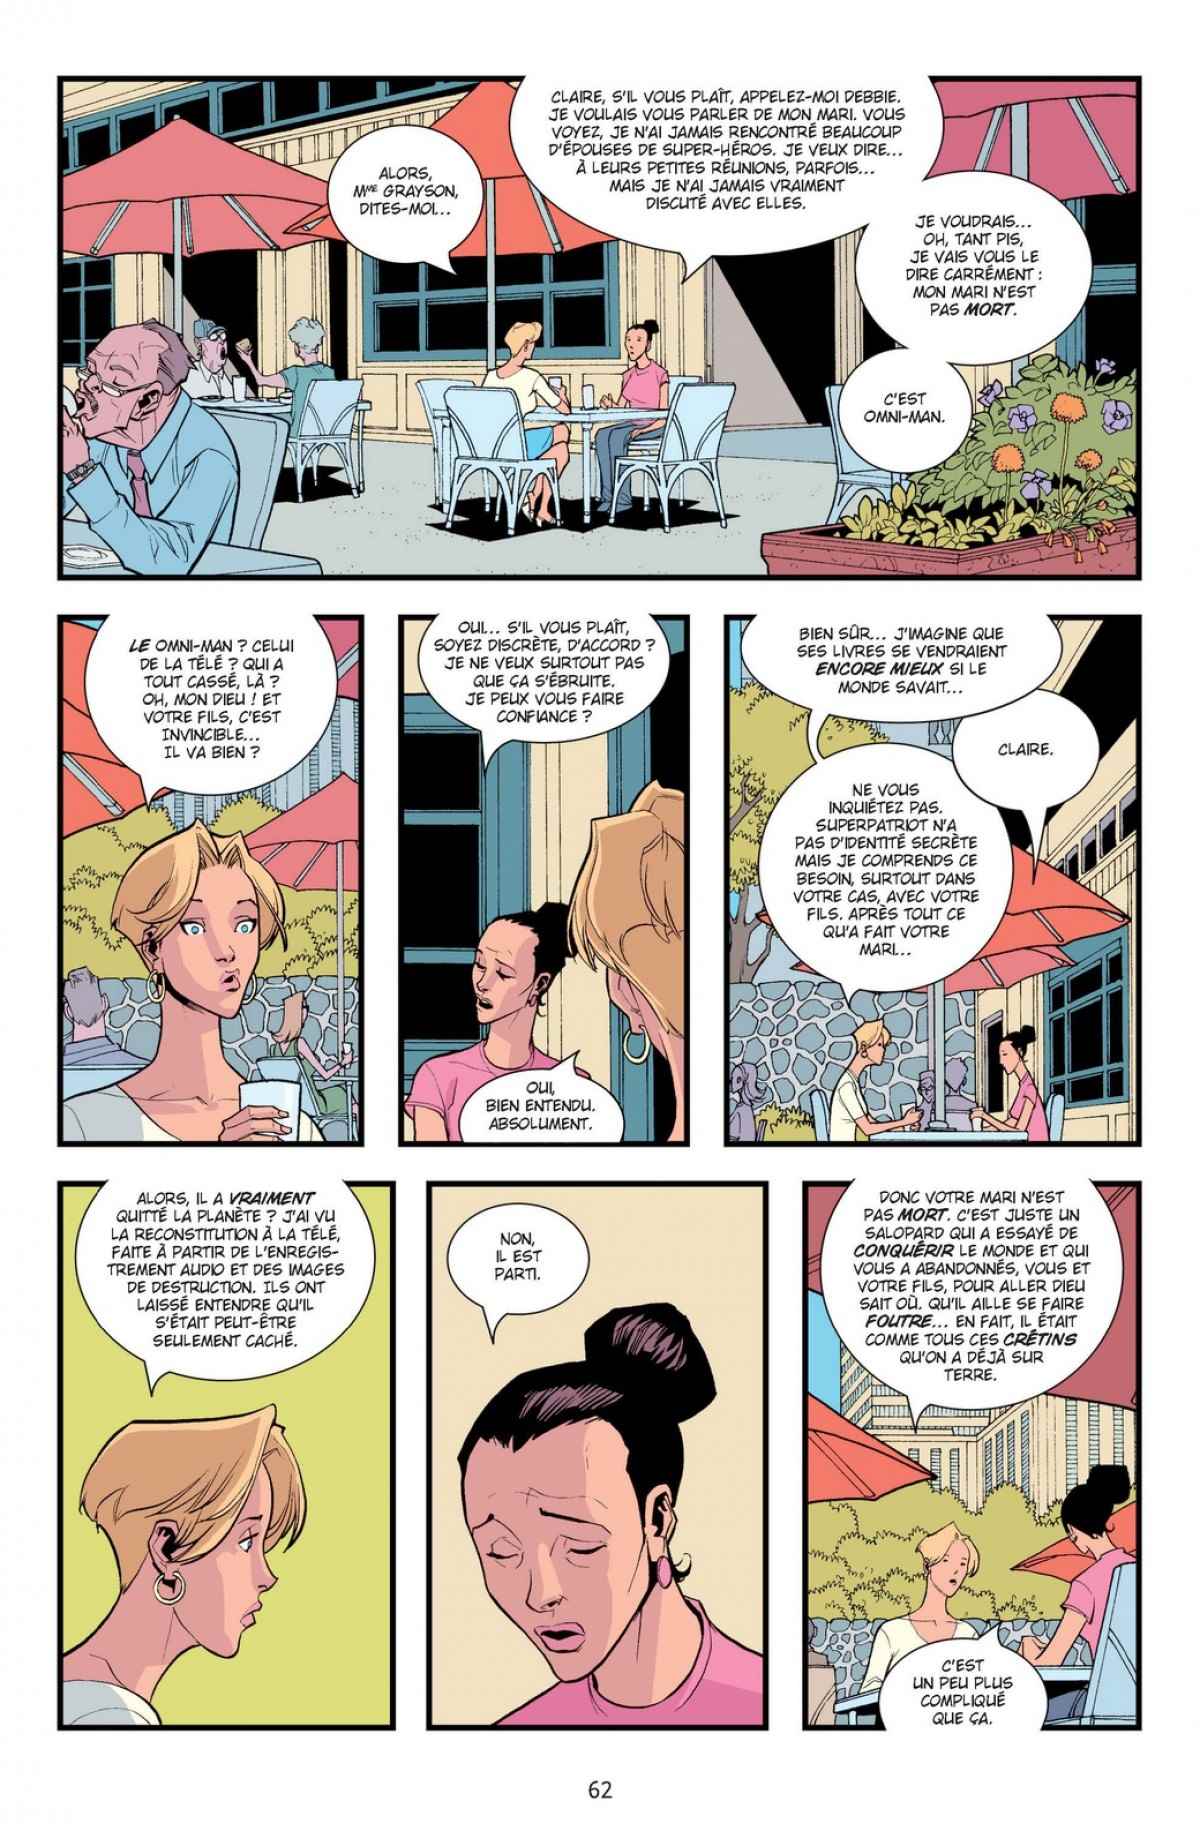 ALORS,
Mme GRAYSON,
DITES-MOI...
CLAIRE, S'IL VOUS PLAÎT, APPELEZ-MOI DEBBIE.
JE VOULAIS VOUS PARLER DE MON MARI. VOUS
VOYEZ, JE N'AI JAMAIS RENCONTRÉ BEAUCOUP
D'ÉPOUSES DE SUPER-HÉROS. JE VEUX DIRE...
À LEURS PETITES RÉUNIONS, PARFOIS...
MAIS JE N'AI JAMAIS VRAIMENT
DISCUTÉ AVEC ELLES.
JE VOUDRAIS...
OH, TANT PIS,
JE VAIS VOUS LE
DIRE CARRÉMENT :
MON MARI N'EST
PAS MORT.
C'EST
OMNI-MAN.
LE OMNI-MAN ? CELUI
DE LA TÉLÉ ? QUI A
TOUT CASSÉ, LÀ ?
OH, MON DIEU ! ET
VOTRE FILS, C'EST
INVINCIBLE...
IL VA BIEN ?
OUI... S'IL VOUS PLAÎT,
SOYEZ DISCRÈTE, D'ACCORD ?
JE NE VEUX SURTOUT PAS
QUE ÇA S'ÉBRUITE.
JE PEUX VOUS FAIRE
CONFIANCE ?
OUI,
BIEN ENTENDU.
ABSOLUMENT.
BIEN SÛR... J'IMAGINE QUE
SES LIVRES SE VENDRAIENT
ENCORE MIEUX SI LE
MONDE SAVAIT...
CLAIRE.
NE VOUS
INQUIÉTEZ PAS.
SUPERPATRIOT N'A
PAS D'IDENTITÉ SECRÈTE
MAIS JE COMPRENDS CE
BESOIN, SURTOUT DANS
VOTRE CAS, AVEC VOTRE
FILS. APRÈS TOUT CE
QU'A FAIT VOTRE
MARI...
ALORS, IL A VRAIMENT
QUITTÉ LA PLANÈTE ? J'AI VU
LA RECONSTITUTION À LA TÉLÉ,
FAITE À PARTIR DE L'ENREGIS-
TREMENT AUDIO ET DES IMAGES
DE DESTRUCTION. ILS ONT
LAISSÉ ENTENDRE QU'IL
S'ÉTAIT PEUT-ÊTRE
SEULEMENT CACHÉ.
NON,
IL EST
PARTI.
DONC VOTRE MARI N'EST
PAS MORT. C'EST JUSTE UN
SALOPARD QUI A ESSAYÉ DE
CONQUÉRIR LE MONDE ET QUI
VOUS A ABANDONNÉS, VOUS ET
VOTRE FILS, POUR ALLER DIEU
SAIT OÙ. QU'IL AILLE SE FAIRE
FOUTRE... EN FAIT, IL ÉTAIT
COMME TOUS CES CRÉTINS
QU'ON A DÉJÀ SUR
TERRE.
C'EST
UN PEU PLUS
COMPLIQUÉ
QUE ÇA.
62